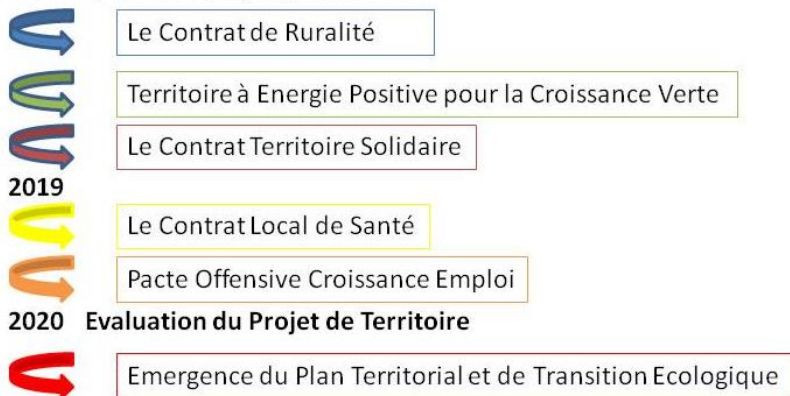 Le Contrat de Ruralité
Territoire à Energie Positive pour la Croissance Verte
Le Contrat Territoire Solidaire
2019
Le Contrat Local de Santé
Pacte Offensive Croissance Emploi
2020 Evaluation du Projet de Territoire
Emergence du Plan Territorial et de Transition Ecologique